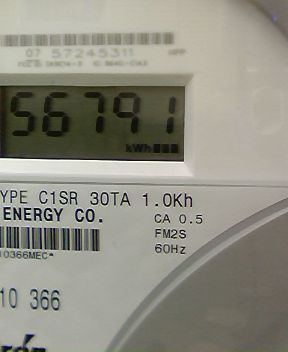 07 57245311
56791
kWh
YPE C1SR 30TA 1.0Kh
ENERGY CO.
CA 0.5
FM2S
60Hz
10366MEC*
10 366